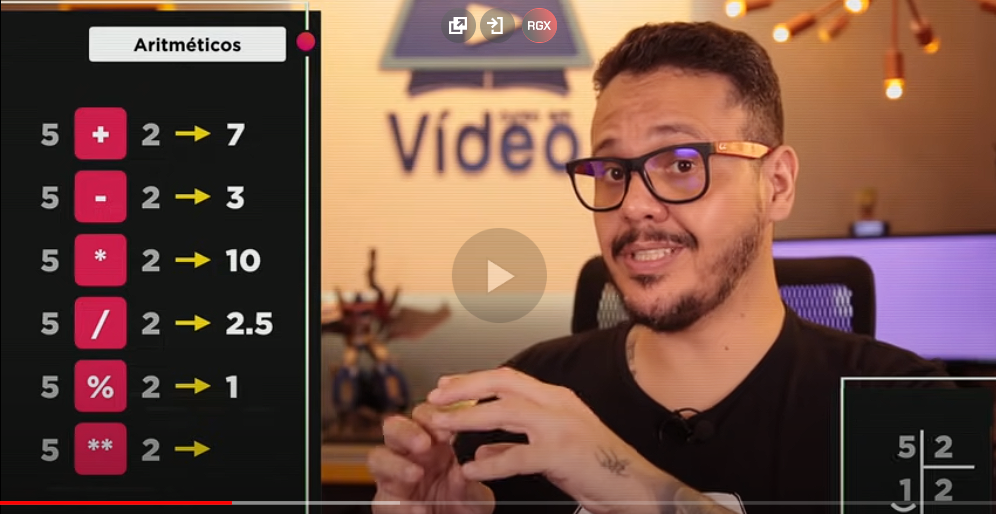 RGX
Aritméticos
Vídeo
5 + 2 → 7
5 - 2 → 3
5 * 2 → 10
5 / 2 → 2.5
5 % 2 → 1
5 ** 2 →
5 2
1 2